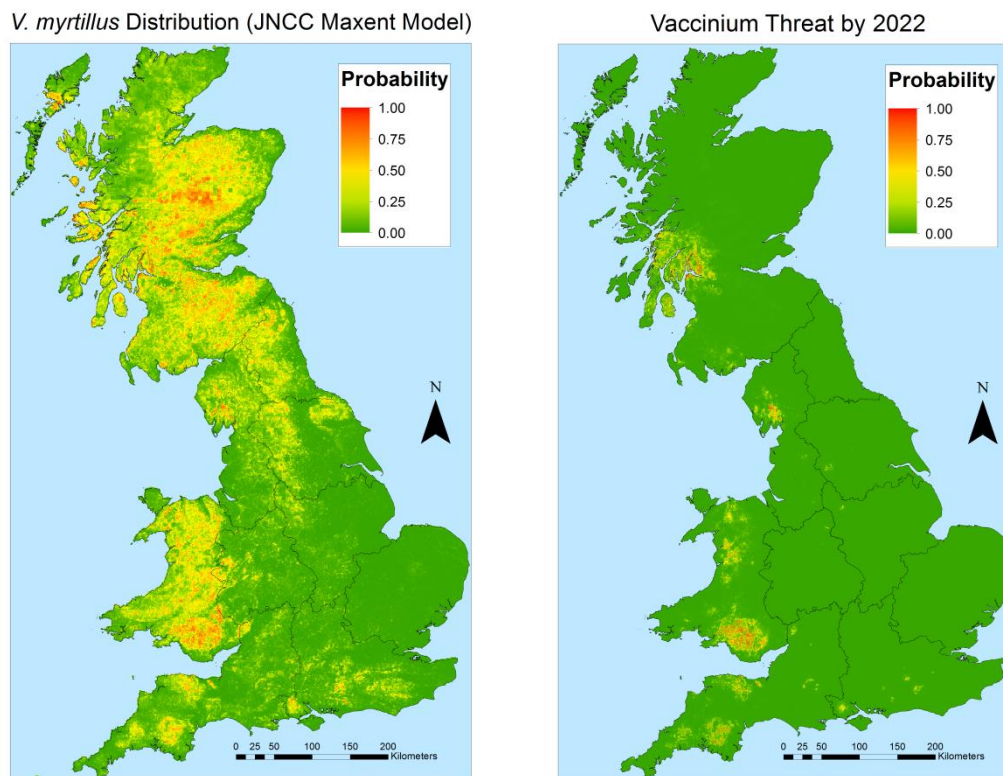 V. myrtillus Distribution (JNCC Maxent Model)
Probability
1.00
0.75
0.50
0.25
0.00
N
0 25 50 100 150 200
Kilometers
Vaccinium Threat by 2022
Probability
1.00
0.75
0.50
0.25
0.00
N
0 25 50 100 150 200
Kilometers